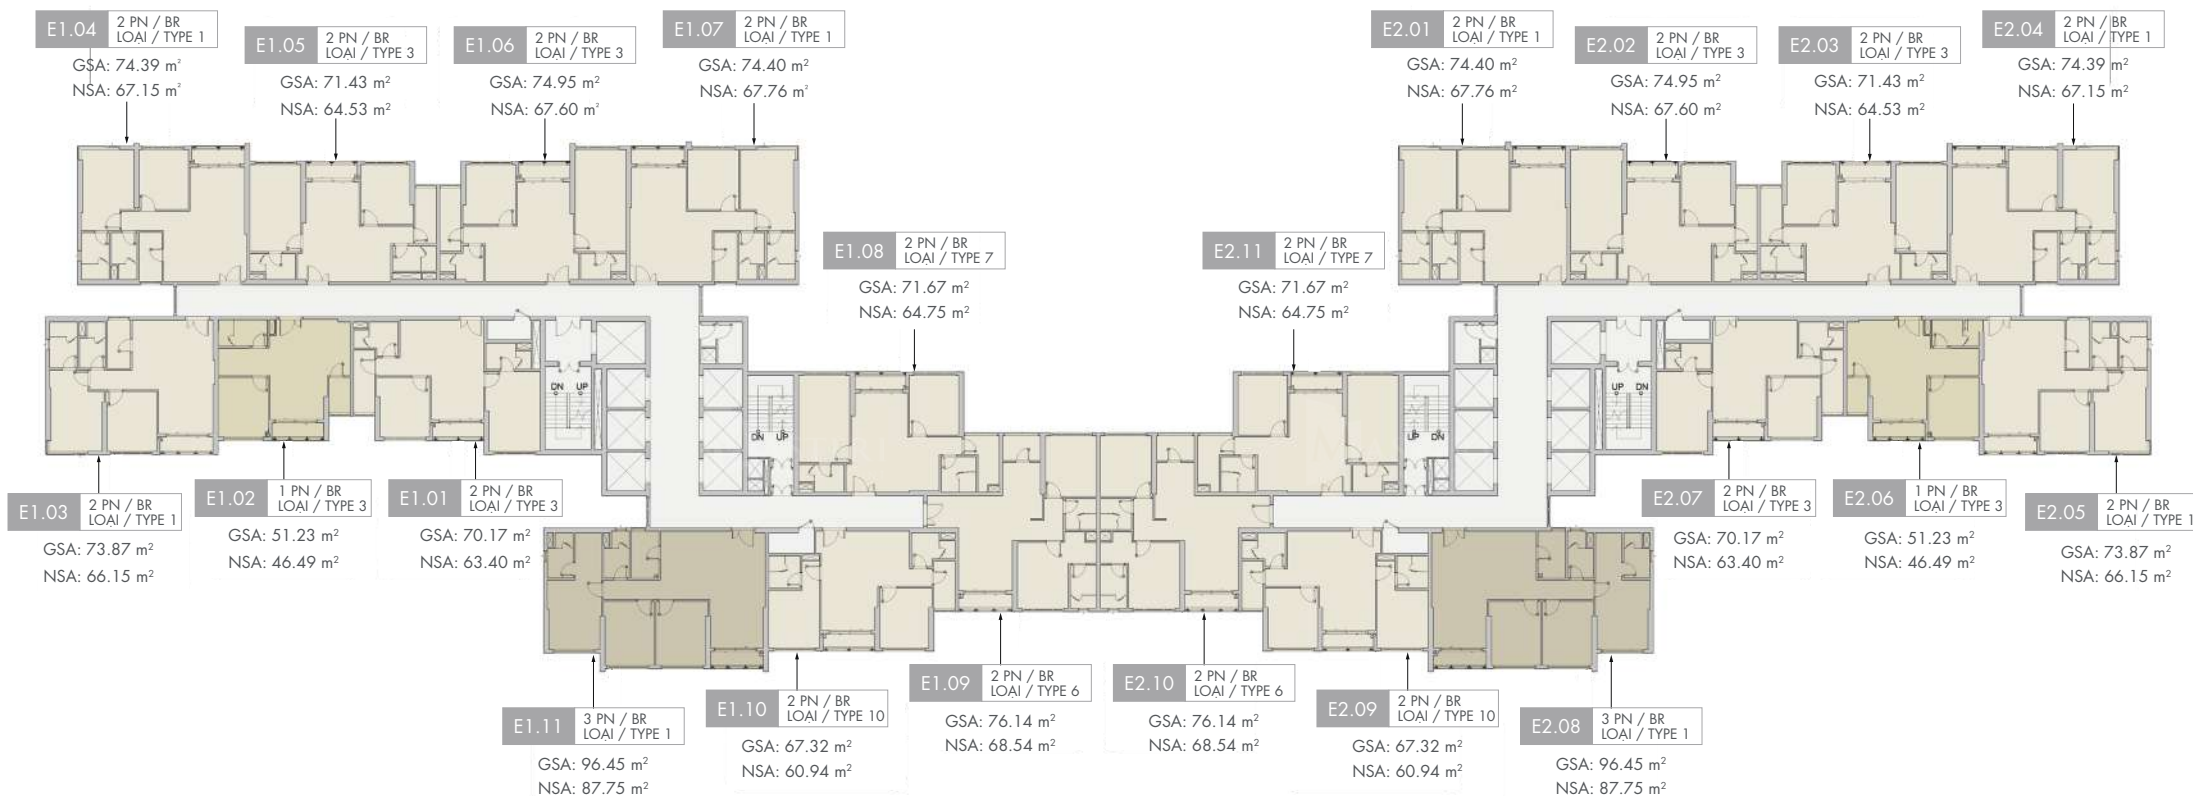 E1.04
2 PN / BR
LOẠI / TYPE 1
GSA: 74.39 m²
NSA: 67.15 m²
E1.05
2 PN / BR
LOẠI / TYPE 3
GSA: 71.43 m²
NSA: 64.53 m²
E1.06
2 PN / BR
LOẠI / TYPE 3
GSA: 74.95 m²
NSA: 67.60 m²
E1.07
2 PN / BR
LOẠI / TYPE 1
GSA: 74.40 m²
NSA: 67.76 m²
E2.01
2 PN / BR
LOẠI / TYPE 1
GSA: 74.40 m²
NSA: 67.76 m²
E2.02
2 PN / BR
LOẠI / TYPE 3
GSA: 74.95 m²
NSA: 67.60 m²
E2.03
2 PN / BR
LOẠI / TYPE 3
GSA: 71.43 m²
NSA: 64.53 m²
E2.04
2 PN / BR
LOẠI / TYPE 1
GSA: 74.39 m²
NSA: 67.15 m²
E1.08
2 PN / BR
LOẠI / TYPE 7
GSA: 71.67 m²
NSA: 64.75 m²
E2.11
2 PN / BR
LOẠI / TYPE 7
GSA: 71.67 m²
NSA: 64.75 m²
DN UP
DN UP
UP DN
UP DN
E1.03
2 PN / BR
LOẠI / TYPE 1
GSA: 73.87 m²
NSA: 66.15 m²
E1.02
1 PN / BR
LOẠI / TYPE 3
GSA: 51.23 m²
NSA: 46.49 m²
E1.01
2 PN / BR
LOẠI / TYPE 3
GSA: 70.17 m²
NSA: 63.40 m²
E2.07
2 PN / BR
LOẠI / TYPE 3
GSA: 70.17 m²
NSA: 63.40 m²
E2.06
1 PN / BR
LOẠI / TYPE 3
GSA: 51.23 m²
NSA: 46.49 m²
E2.05
2 PN / BR
LOẠI / TYPE 1
GSA: 73.87 m²
NSA: 66.15 m²
E1.11
3 PN / BR
LOẠI / TYPE 1
GSA: 96.45 m²
NSA: 87.75 m²
E1.10
2 PN / BR
LOẠI / TYPE 10
GSA: 67.32 m²
NSA: 60.94 m²
E1.09
2 PN / BR
LOẠI / TYPE 6
GSA: 76.14 m²
NSA: 68.54 m²
E2.10
2 PN / BR
LOẠI / TYPE 6
GSA: 76.14 m²
NSA: 68.54 m²
E2.09
2 PN / BR
LOẠI / TYPE 10
GSA: 67.32 m²
NSA: 60.94 m²
E2.08
3 PN / BR
LOẠI / TYPE 1
GSA: 96.45 m²
NSA: 87.75 m²